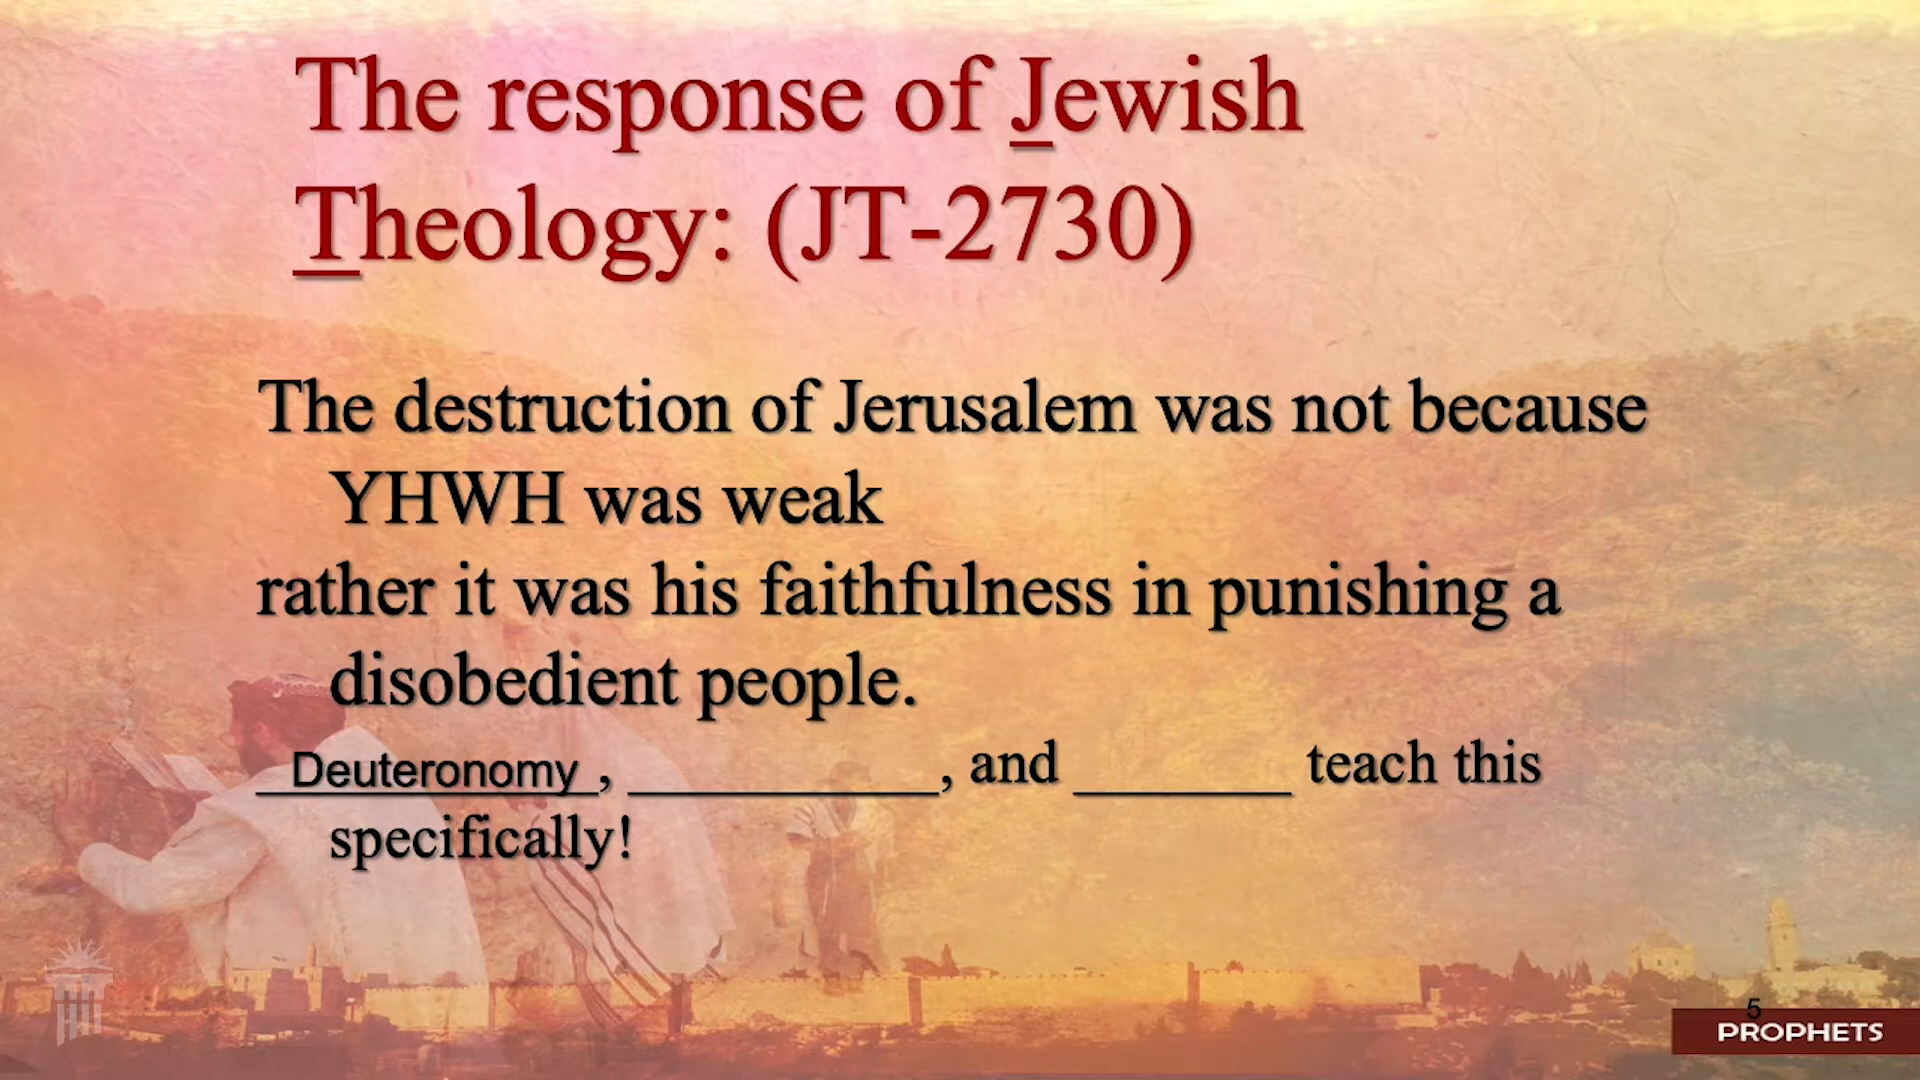 The response of Jewish
Theology: (JT-2730)
The destruction of Jerusalem was not because
YHWH was weak
rather it was his faithfulness in punishing a
disobedient people.
Deuteronomy, ___________, and ________ teach this
specifically!
5
PROPHETS